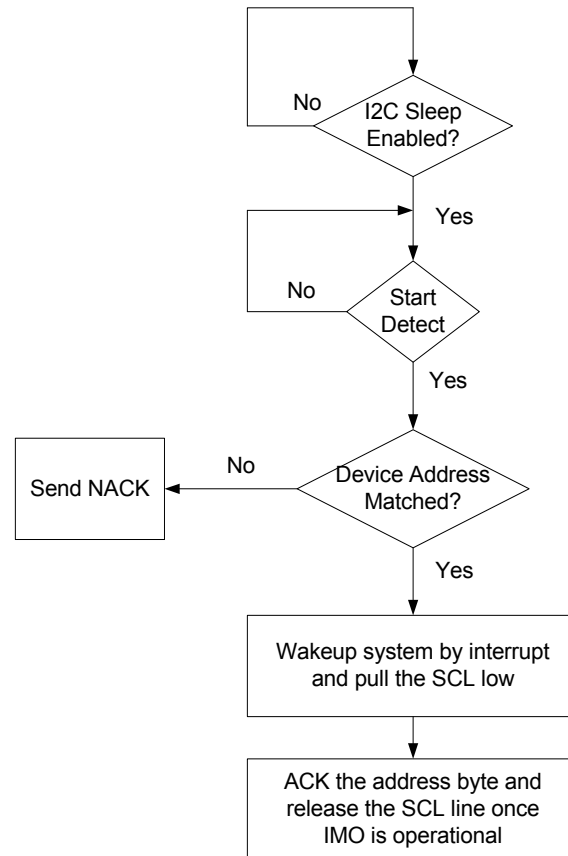 No
I2C Sleep
Enabled?
Yes
No
Start
Detect
Yes
No
Send NACK
Device Address
Matched?
Yes
Wakeup system by interrupt
and pull the SCL low
ACK the address byte and
release the SCL line once
IMO is operational